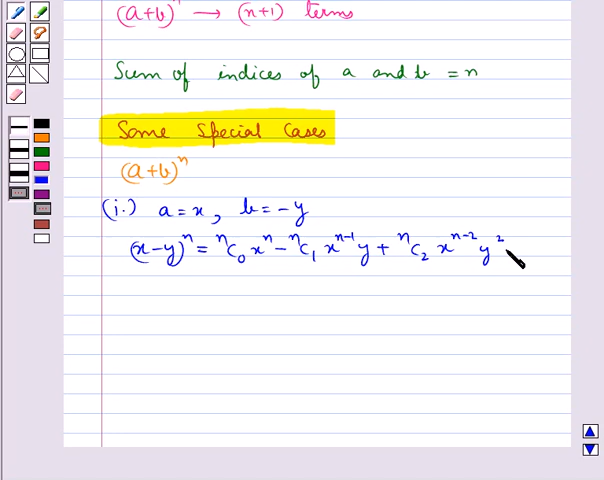 (a+b)ⁿ → (n+1) terms
Sum of indices of a and b = n
Some Special Cases
(a+b)ⁿ
(i.) a = x, b = -y
(x-y)ⁿ = ⁿC₀ xⁿ - ⁿC₁ xⁿ⁻¹ y + ⁿC₂ xⁿ⁻² y²